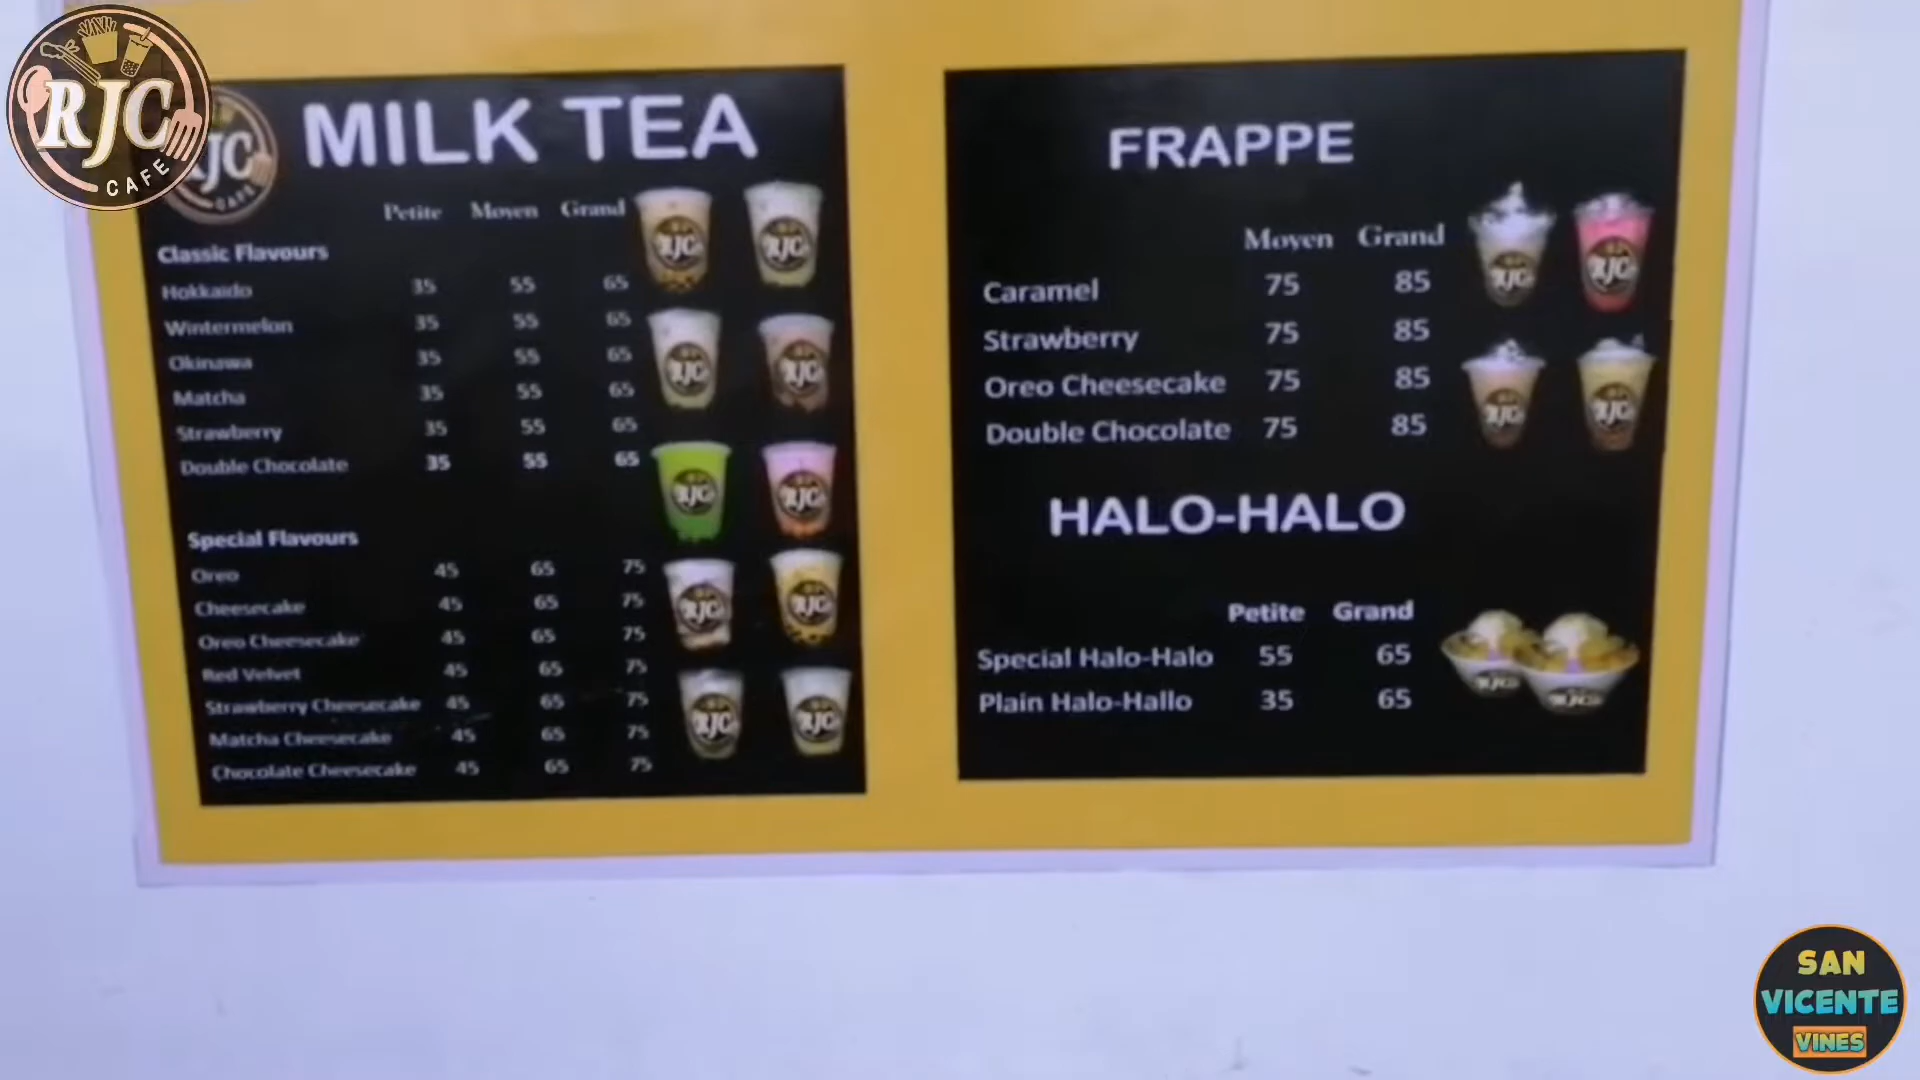 RJC
CAFE
MILK TEA
Petite Moyen Grand
Classic Flavours
Hokkaido 35 55 65
Wintermelon 35 55 65
Okinawa 35 55 65
Matcha 35 55 65
Strawberry 35 55 65
Double Chocolate 35 55 65
Special Flavours
Oreo 45 65 75
Cheesecake 45 65 75
Oreo Cheesecake 45 65 75
Red Velvet 45 65 75
Strawberry Cheesecake 45 65 75
Matcha Cheesecake 45 65 75
Chocolate Cheesecake 45 65 75
FRAPPE
Moyen Grand
Caramel 75 85
Strawberry 75 85
Oreo Cheesecake 75 85
Double Chocolate 75 85
HALO-HALO
Petite Grand
Special Halo-Halo 55 65
Plain Halo-Hallo 35 65
SAN
VICENTE
VINES